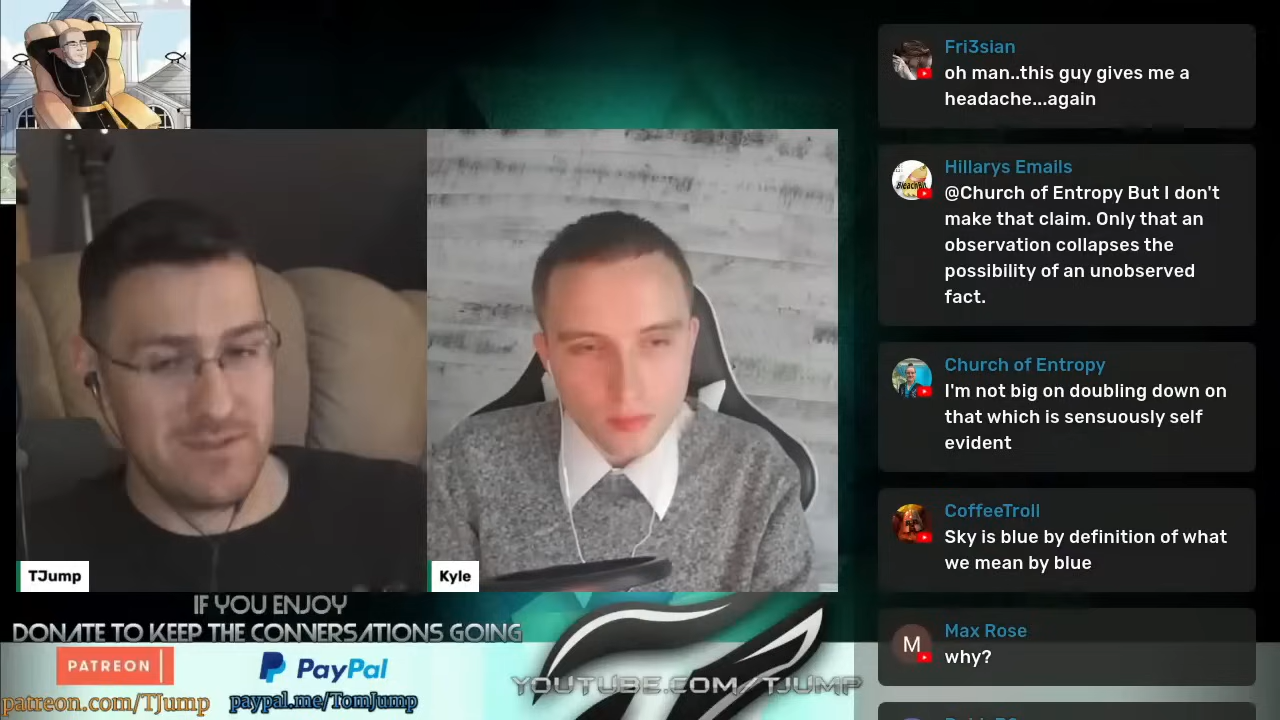 Fri3sian
oh man..this guy gives me a
headache...again
Hillarys Emails
@Church of Entropy But I don't
make that claim. Only that an
observation collapses the
possibility of an unobserved
fact.
Church of Entropy
I'm not big on doubling down on
that which is sensuously self
evident
CoffeeTroll
Sky is blue by definition of what
we mean by blue
Max Rose
M
why?
TJump
Kyle
IF YOU ENJOY
DONATE TO KEEP THE CONVERSATIONS GOING
PATREON
PayPal
patreon.com/TJump
paypal.me/TomJump
YOUTUBE.COM/TJUMP